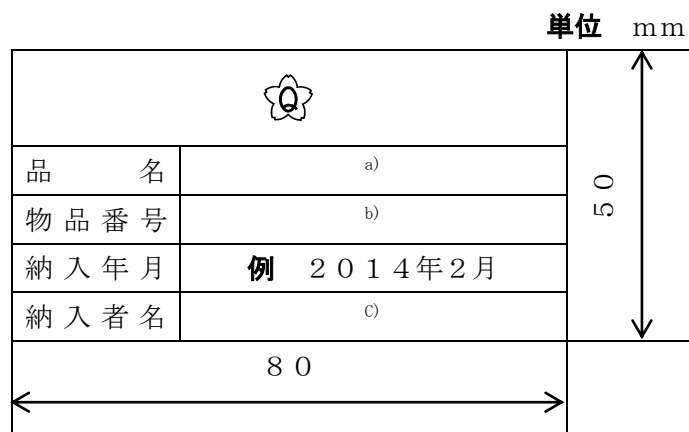 単位 ｍｍ
Q
品名 a)
物品番号 b)
納入年月 例 ２０１４年２月
納入者名 C)
５０
８０